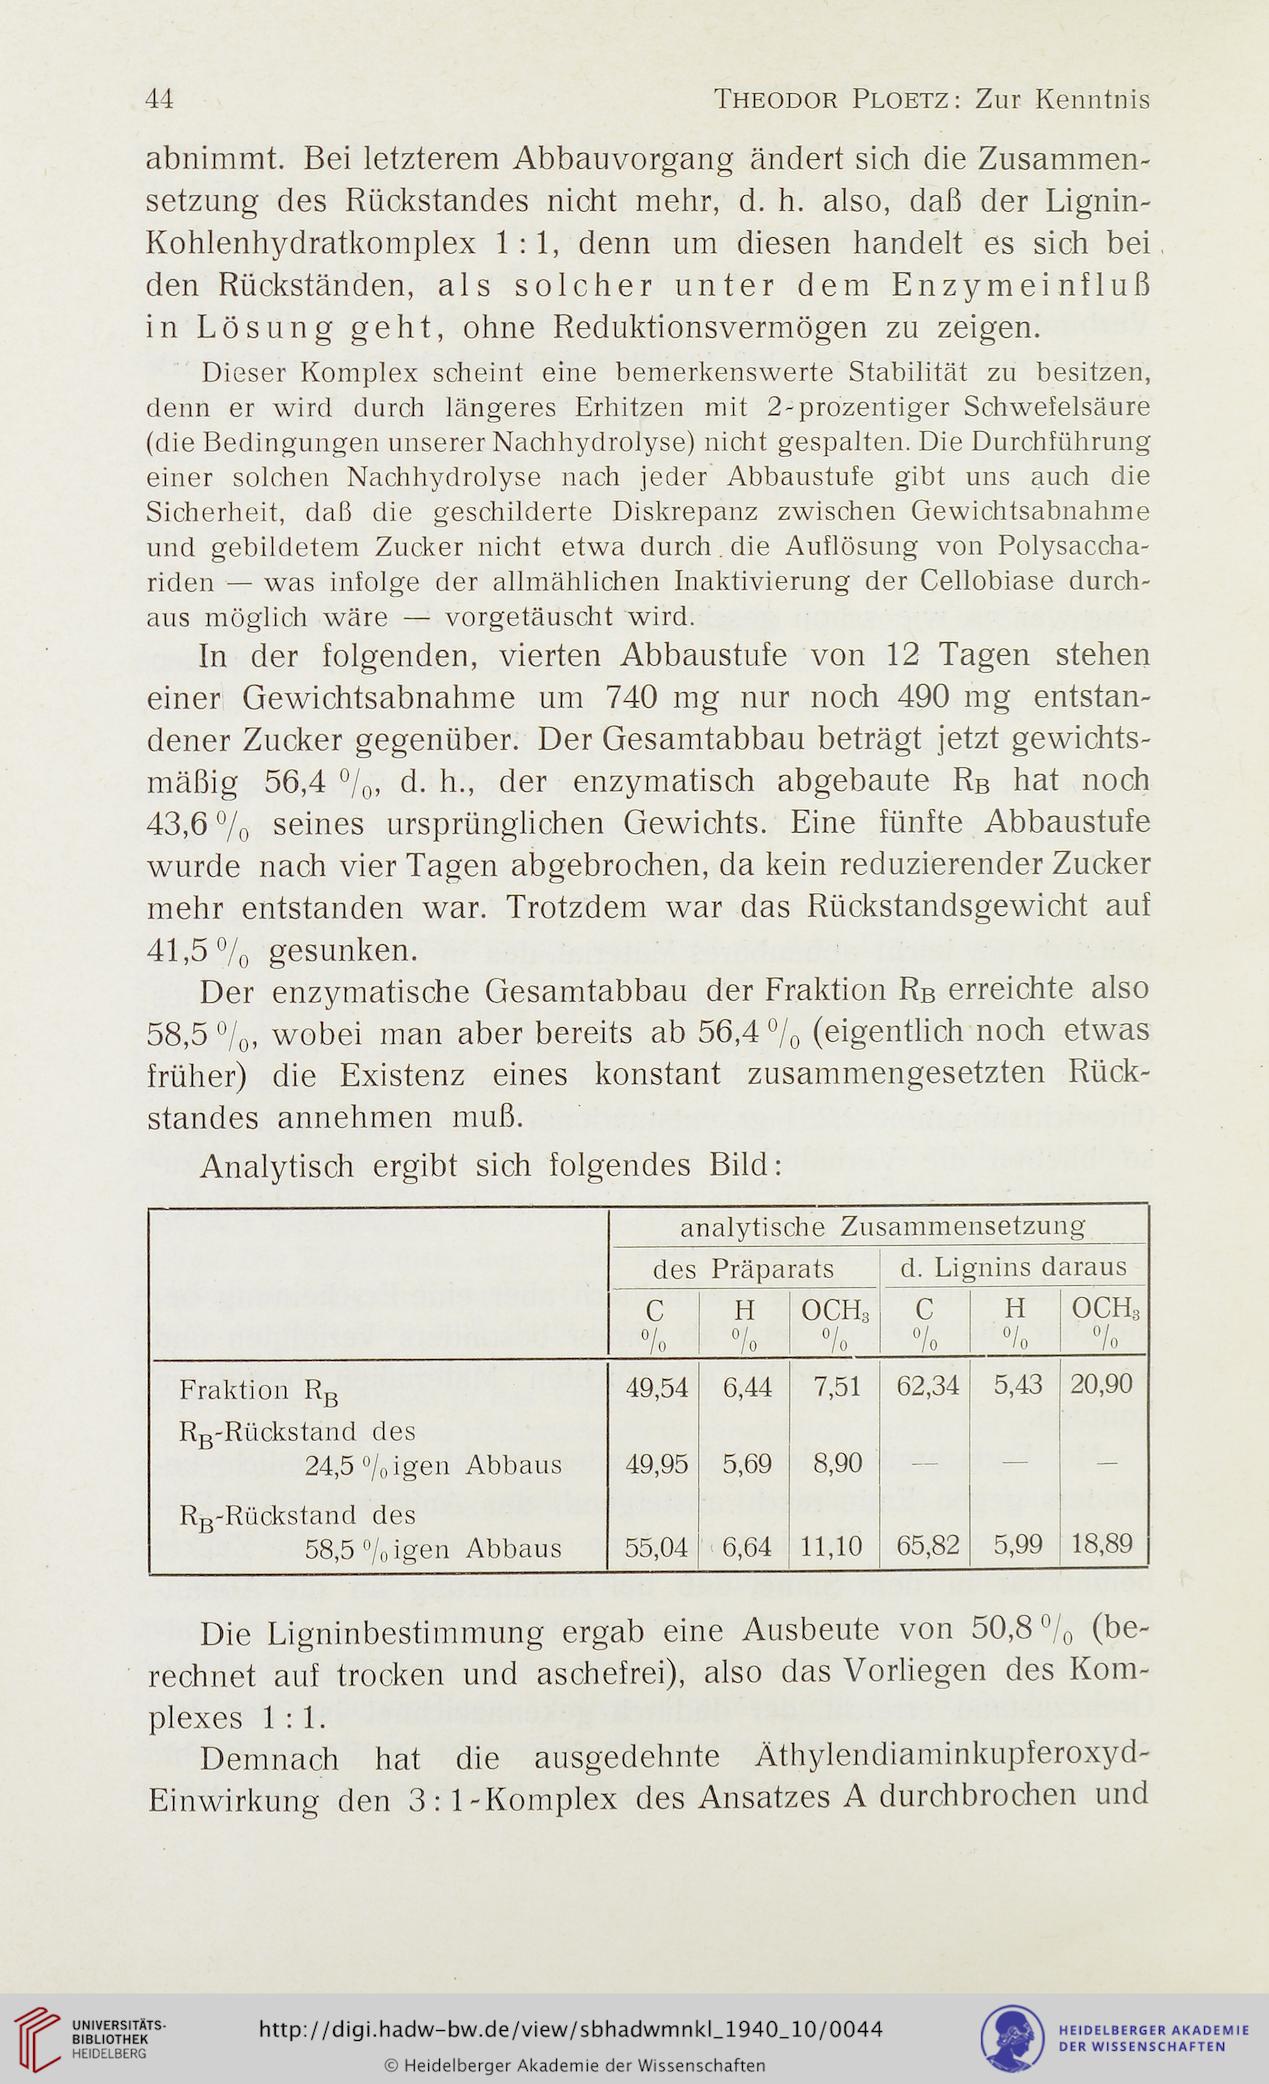 44
THEODOR PLOETZ: Zur Kenntnis
abnimmt. Bei letzterem Abbauvorgang ändert sich die Zusammen-
setzung des Rückstandes nicht mehr, d. h. also, daß der Lignin-
Kohlenhydratkomplex 1 : 1, denn um diesen handelt es sich bei
den Rückständen, als solcher unter dem Enzymeinfluß
in Lösung geht, ohne Reduktionsvermögen zu zeigen.
Dieser Komplex scheint eine bemerkenswerte Stabilität zu besitzen,
denn er wird durch längeres Erhitzen mit 2-prozentiger Schwefelsäure
(die Bedingungen unserer Nachhydrolyse) nicht gespalten. Die Durchführung
einer solchen Nachhydrolyse nach jeder Abbaustufe gibt uns auch die
Sicherheit, daß die geschilderte Diskrepanz zwischen Gewichtsabnahme
und gebildetem Zucker nicht etwa durch die Auflösung von Polysaccha-
riden — was infolge der allmählichen Inaktivierung der Cellobiase durch-
aus möglich wäre — vorgetäuscht wird.
In der folgenden, vierten Abbaustufe von 12 Tagen stehen
einer Gewichtsabnahme um 740 mg nur noch 490 mg entstan-
dener Zucker gegenüber. Der Gesamtabbau beträgt jetzt gewichts-
mäßig 56,4 %, d. h., der enzymatisch abgebaute RB hat noch
43,6 % seines ursprünglichen Gewichts. Eine fünfte Abbaustufe
wurde nach vier Tagen abgebrochen, da kein reduzierender Zucker
mehr entstanden war. Trotzdem war das Rückstandsgewicht auf
41,5 % gesunken.
Der enzymatische Gesamtabbau der Fraktion RB erreichte also
58,5 %, wobei man aber bereits ab 56,4 % (eigentlich noch etwas
früher) die Existenz eines konstant zusammengesetzten Rück-
standes annehmen muß.
Analytisch ergibt sich folgendes Bild:
analytische Zusammensetzung
des Präparats d. Lignins daraus
C H OCH₃ C H OCH₃
% % % % % %
Fraktion RB 49,54 6,44 7,51 62,34 5,43 20,90
RB-Rückstand des
24,5 %igen Abbaus 49,95 5,69 8,90 — — —
RB-Rückstand des
58,5 %igen Abbaus 55,04 6,64 11,10 65,82 5,99 18,89
Die Ligninbestimmung ergab eine Ausbeute von 50,8 % (be-
rechnet auf trocken und aschefrei), also das Vorliegen des Kom-
plexes 1 : 1.
Demnach hat die ausgedehnte Äthylendiaminkupferoxyd-
Einwirkung den 3 : 1-Komplex des Ansatzes A durchbrochen und
UNIVERSITÄTS-
BIBLIOTHEK
HEIDELBERG
http://digi.hadw-bw.de/view/sbhadwmnkl_1940_10/0044
© Heidelberger Akademie der Wissenschaften
HEIDELBERGER AKADEMIE
DER WISSENSCHAFTEN